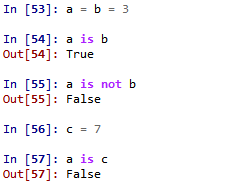 In [53]: a = b = 3
In [54]: a is b
Out[54]: True
In [55]: a is not b
Out[55]: False
In [56]: c = 7
In [57]: a is c
Out[57]: False